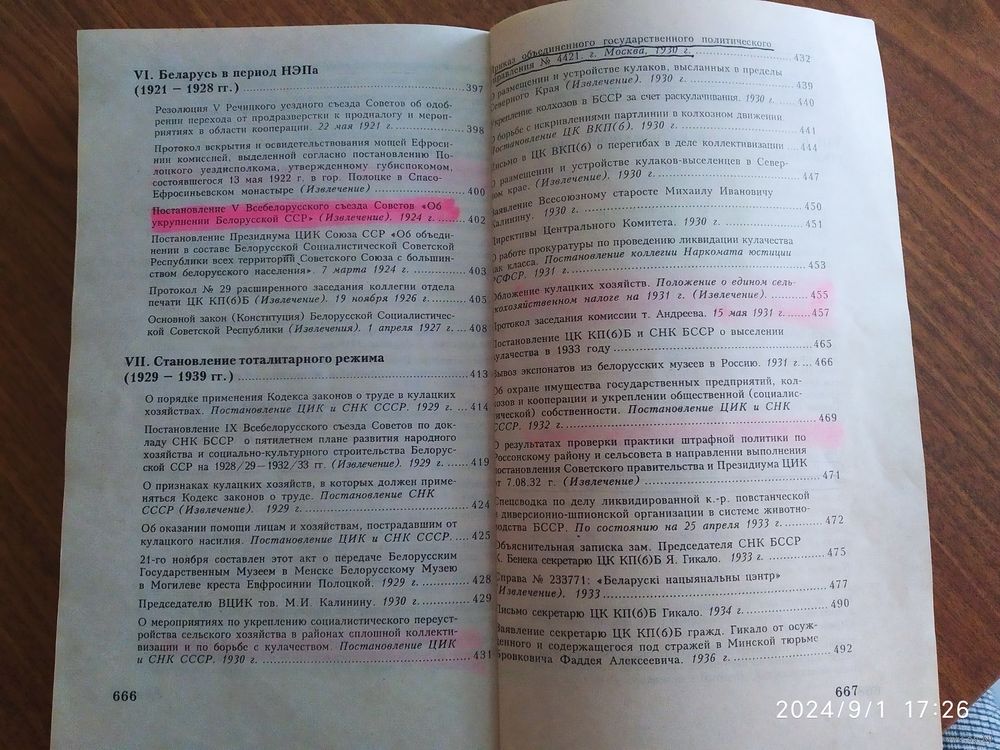 VI. Беларусь в период НЭПа
(1921 — 1928 гг.) 397
Резолюция V Речицкого уездного съезда Советов об одоб-
рении перехода от продразверстки к продналогу и мероп-
риятиях в области кооперации. 22 мая 1921 г. 398
Протокол вскрытия и освидетельствования мощей Ефроси-
нии комиссией, выделенной согласно постановлению По-
лоцкого уездисполкома, утвержденному губиспокомом,
состоявшегося 13 мая 1922 г. в гор. Полоцке в Спасо-
Ефросиньевском монастыре (Извлечение) 400
Постановление V Всебелорусского съезда Советов «Об
укрупнении Белорусской ССР» (Извлечение). 1924 г. 402
Постановление Президиума ЦИК Союза ССР «Об объеди-
нении в составе Белорусской Социалистической Советской
Республики всех территорий Советского Союза с большин-
ством белорусского населения». 7 марта 1924 г. 403
Протокол № 29 расширенного заседания коллегии отдела
печати ЦК КП(б)Б (Извлечение). 19 ноября 1926 г. 405
Основной закон (Конституция) Белорусской Социалистичес-
кой Советской Республики (Извлечения). 1 апреля 1927 г. 408
VII. Становление тоталитарного режима
(1929 — 1939 гг.) 413
О порядке применения Кодекса законов о труде в кулацких
хозяйствах. Постановление ЦИК и СНК СССР. 1929 г. 414
Постановление IX Всебелорусского съезда Советов по док-
ладу СНК БССР о пятилетнем плане развития народного
хозяйства и социально-культурного строительства Белорус-
ской ССР на 1928/29—1932/33 гг. (Извлечение). 1929 г. 419
О признаках кулацких хозяйств, в которых должен приме-
няться Кодекс законов о труде. Постановление СНК
СССР (Извлечение). 1929 г. 424
Об оказании помощи лицам и хозяйствам, пострадавшим от
кулацкого насилия. Постановление ЦИК и СНК СССР. 425
21-го ноября составлен этот акт о передаче Белорусским
Государственным Музеем в Менске Белорусскому Музею
в Могилеве креста Евфросинии Полоцкой. 1929 г. 428
Председателю ВЦИК тов. М.И. Калинину. 1930 г. 429
О мероприятиях по укреплению социалистического переуст-
ройства сельского хозяйства в районах сплошной коллекти-
визации и по борьбе с кулачеством. Постановление ЦИК
и СНК СССР. 1930 г. 431
666
Приказ объединенного государственного политического
управления № 4421. г. Москва, 1930 г. 432
О размещении и устройстве кулаков, высланных в пределы
Северного Края (Извлечение). 1930 г. 439
Укрепление колхозов в БССР за счет раскулачивания. 1930 г. 440
О борьбе с искривлениями партлинии в колхозном движении.
Постановление ЦК ВКП(б). 1930 г. 441
Письмо в ЦК ВКП(б) о перегибах в деле коллективизации 444
О размещении и устройстве кулаков-выселенцев в Север-
ном крае. (Извлечение). 1930 г. 447
Заявление Всесоюзному старосте Михаилу Ивановичу
Калинину. 1930 г. 450
Директивы Центрального Комитета. 1930 г. 451
О работе прокуратуры по проведению ликвидации кулачества
как класса. Постановление коллегии Наркомата юстиции
РСФСР. 1931 г. 453
Обложение кулацких хозяйств. Положение о едином сель-
скохозяйственном налоге на 1931 г. (Извлечение). 455
Протокол заседания комиссии т. Андреева. 15 мая 1931 г. 457
Постановление ЦК КП(б)Б и СНК БССР о выселении
кулачества в 1933 году 465
Вывоз экспонатов из белорусских музеев в Россию. 1931 г. 466
Об охране имущества государственных предприятий, кол-
хозов и кооперации и укреплении общественной (социалис-
тической) собственности. Постановление ЦИК и СНК
СССР. 1932 г. 469
О результатах проверки практики штрафной политики по
Россонскому району и сельсовета в направлении выполнения
постановления Советского правительства и Президиума ЦИК
от 7.08.32 г. (Извлечение) 471
Спецсводка по делу ликвидированной к.-р. повстанческой
и диверсионно-шпионской организации в системе животно-
водства БССР. По состоянию на 25 апреля 1933 г. 472
Объяснительная записка зам. Председателя СНК БССР
К. Бенека секретарю ЦК КП(б)Б Я. Гикало. 1933 г. 475
Справа № 233771: «Беларускі нацыянальны цэнтр»
(Извлечение). 1933 477
Письмо секретарю ЦК КП(б)Б Гикало. 1934 г. 490
Заявление секретарю ЦК КП(б)Б гражд. Гикало от осуж-
денного и содержащегося под стражей в Минской тюрьме
Бровковича Фаддея Алексеевича. 1936 г. 492
667
2024/9/1 17:26